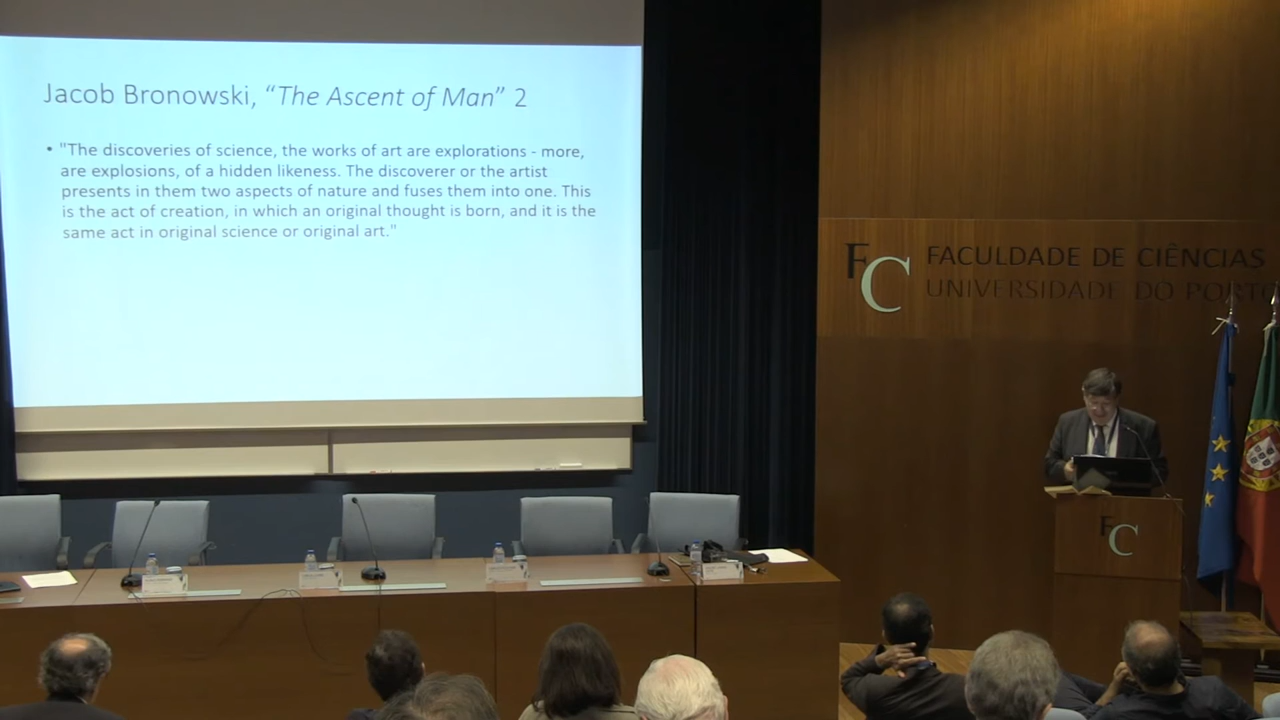 Jacob Bronowski, “The Ascent of Man” 2
• "The discoveries of science, the works of art are explorations - more,
are explosions, of a hidden likeness. The discoverer or the artist
presents in them two aspects of nature and fuses them into one. This
is the act of creation, in which an original thought is born, and it is the
same act in original science or original art."
FC
FACULDADE DE CIÊNCIAS
UNIVERSIDADE DO PORTO
FC